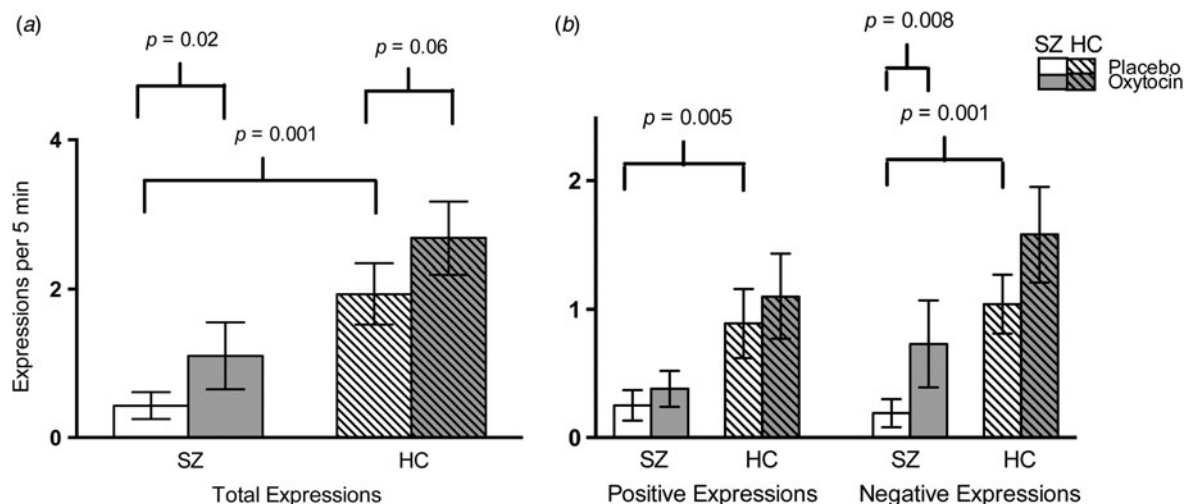 (a)
p = 0.02
p = 0.06
p = 0.001
4
2
0
Expressions per 5 min
SZ HC
Total Expressions
(b)
p = 0.008
p = 0.005
p = 0.001
SZ HC
Placebo
Oxytocin
2
1
0
SZ HC SZ HC
Positive Expressions Negative Expressions